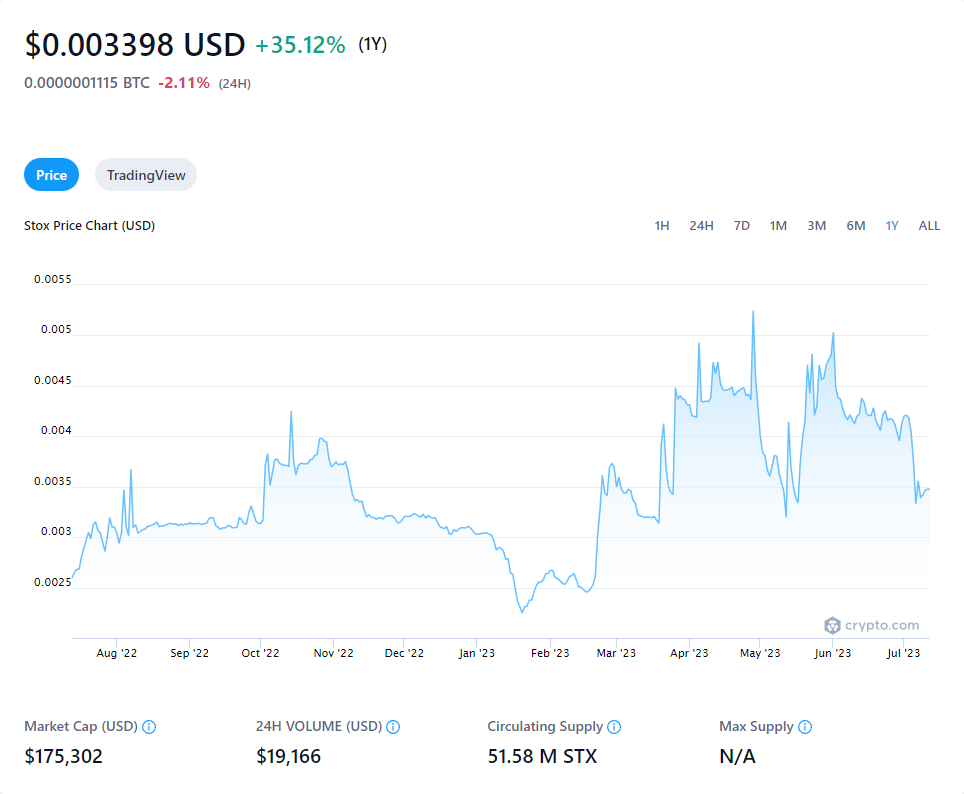 $0.003398 USD +35.12% (1Y)
0.0000001115 BTC -2.11% (24H)
Price TradingView
Stox Price Chart (USD) 1H 24H 7D 1M 3M 6M 1Y ALL
0.0055
0.005
0.0045
0.004
0.0035
0.003
0.0025
crypto.com
Aug '22 Sep '22 Oct '22 Nov '22 Dec '22 Jan '23 Feb '23 Mar '23 Apr '23 May '23 Jun '23 Jul '23
Market Cap (USD) 24H VOLUME (USD) Circulating Supply Max Supply
$175,302 $19,166 51.58 M STX N/A